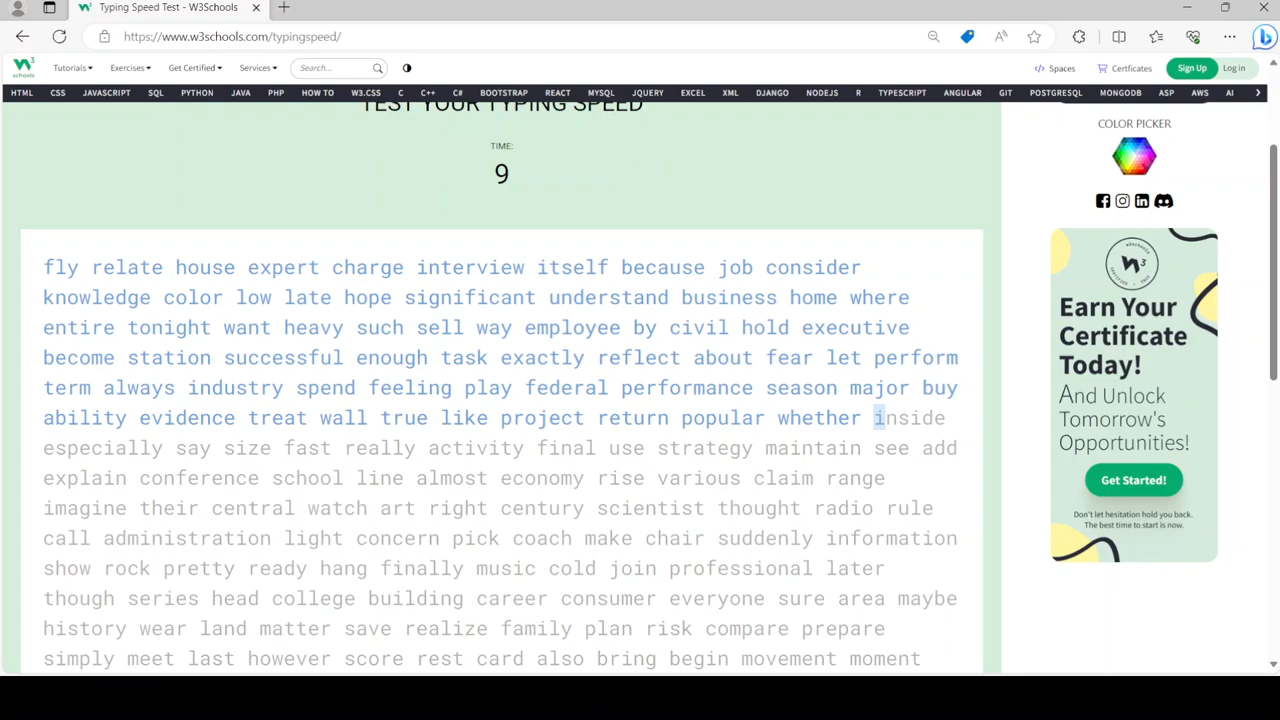 Typing Speed Test - W3Schools
https://www.w3schools.com/typingspeed/
Tutorials Exercises Get Certified Services Search... Spaces Certficates Sign Up Log in
HTML CSS JAVASCRIPT SQL PYTHON JAVA PHP HOW TO W3.CSS C C++ C# BOOTSTRAP REACT MYSQL JQUERY EXCEL XML DJANGO NUMPY NODEJS R TYPESCRIPT ANGULAR GIT POSTGRESQL MONGODB ASP AWS AI
TEST YOUR TYPING SPEED
TIME:
9
fly relate house expert charge interview itself because job consider
knowledge color low late hope significant understand business home where
entire tonight want heavy such sell way employee by civil hold executive
become station successful enough task exactly reflect about fear let perform
term always industry spend feeling play federal performance season major buy
ability evidence treat wall true like project return popular whether inside
especially say size fast really activity final use strategy maintain see add
explain conference school line almost economy rise various claim range
imagine their central watch art right century scientist thought radio rule
call administration light concern pick coach make chair suddenly information
show rock pretty ready hang finally music cold join professional later
though series head college building career consumer everyone sure area maybe
history wear land matter save realize family plan risk compare prepare
simply meet last however score rest card also bring begin movement moment
COLOR PICKER
Earn Your
Certificate
Today!
And Unlock
Tomorrow's
Opportunities!
Get Started!
Don't let hesitation hold you back.
The best time to start is now.